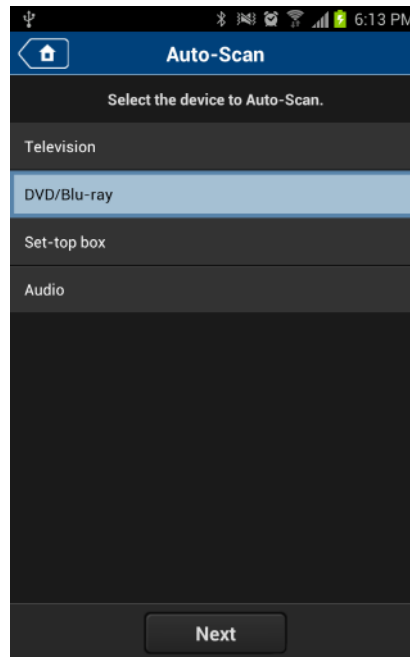 6:13 PM
Auto-Scan
Select the device to Auto-Scan.
Television
DVD/Blu-ray
Set-top box
Audio
Next